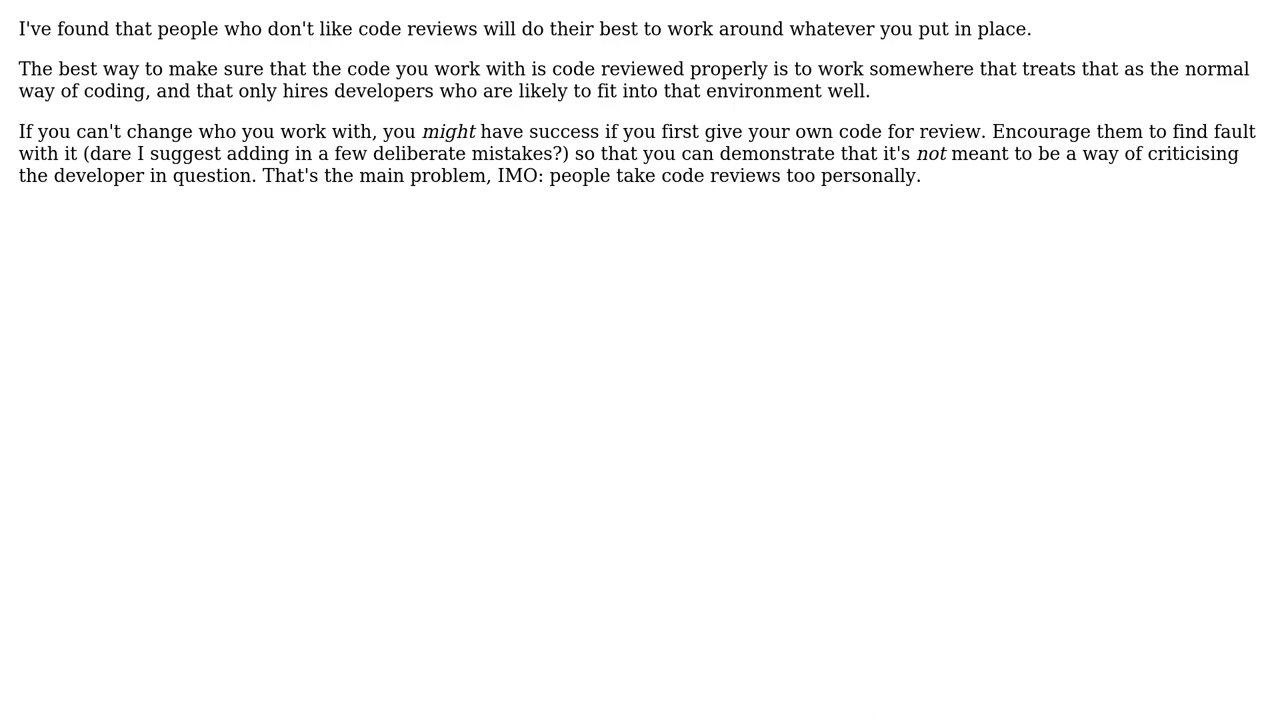 I've found that people who don't like code reviews will do their best to work around whatever you put in place.
The best way to make sure that the code you work with is code reviewed properly is to work somewhere that treats that as the normal
way of coding, and that only hires developers who are likely to fit into that environment well.
If you can't change who you work with, you might have success if you first give your own code for review. Encourage them to find fault
with it (dare I suggest adding in a few deliberate mistakes?) so that you can demonstrate that it's not meant to be a way of criticising
the developer in question. That's the main problem, IMO: people take code reviews too personally.